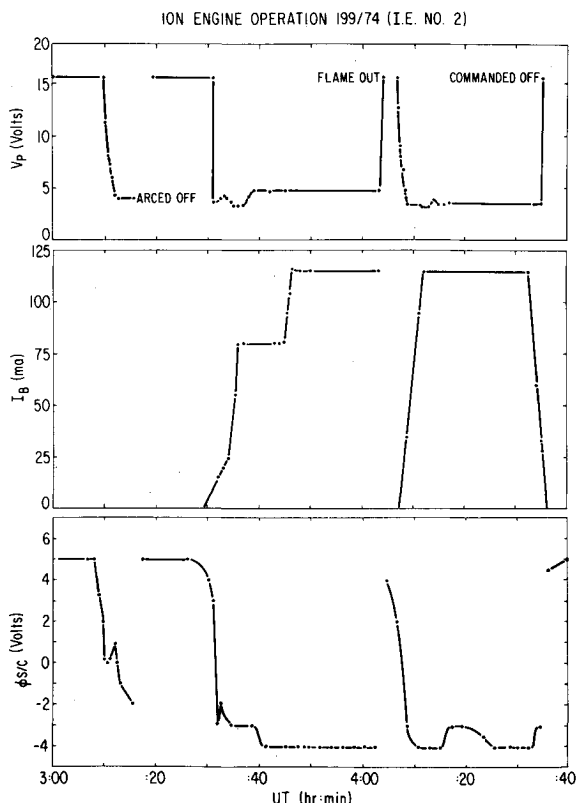 ION ENGINE OPERATION 199/74 (I.E. NO. 2)
20
15
10
5
0
VP (Volts)
FLAME OUT
COMMANDED OFF
ARCED OFF
125
100
75
50
25
0
IB (ma)
6
4
2
0
-2
-4
φS/C (Volts)
3:00
:20
:40
4:00
:20
:40
UT (hr:min)